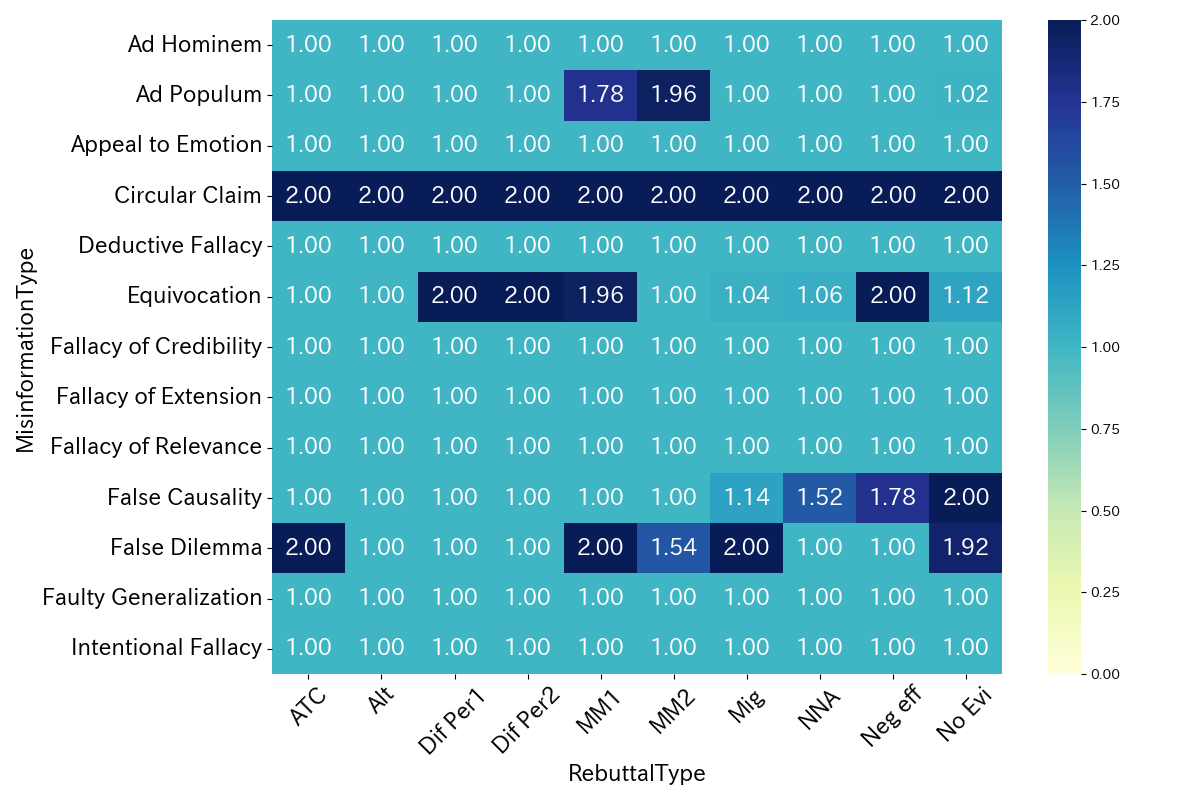 Ad Hominem 1.00 1.00 1.00 1.00 1.00 1.00 1.00 1.00 1.00 1.00
Ad Populum 1.00 1.00 1.00 1.00 1.78 1.96 1.00 1.00 1.00 1.02
Appeal to Emotion 1.00 1.00 1.00 1.00 1.00 1.00 1.00 1.00 1.00 1.00
Circular Claim 2.00 2.00 2.00 2.00 2.00 2.00 2.00 2.00 2.00 2.00
Deductive Fallacy 1.00 1.00 1.00 1.00 1.00 1.00 1.00 1.00 1.00 1.00
Equivocation 1.00 1.00 2.00 2.00 1.96 1.00 1.04 1.06 2.00 1.12
Fallacy of Credibility 1.00 1.00 1.00 1.00 1.00 1.00 1.00 1.00 1.00 1.00
Fallacy of Extension 1.00 1.00 1.00 1.00 1.00 1.00 1.00 1.00 1.00 1.00
Fallacy of Relevance 1.00 1.00 1.00 1.00 1.00 1.00 1.00 1.00 1.00 1.00
False Causality 1.00 1.00 1.00 1.00 1.00 1.00 1.14 1.52 1.78 2.00
False Dilemma 2.00 1.00 1.00 1.00 2.00 1.54 2.00 1.00 1.00 1.92
Faulty Generalization 1.00 1.00 1.00 1.00 1.00 1.00 1.00 1.00 1.00 1.00
Intentional Fallacy 1.00 1.00 1.00 1.00 1.00 1.00 1.00 1.00 1.00 1.00
MisinformationType
ATC Alt Dif Per1 Dif Per2 MM1 MM2 Mig NNA Neg eff No Evi
RebuttalType
2.00
1.75
1.50
1.25
1.00
0.75
0.50
0.25
0.00